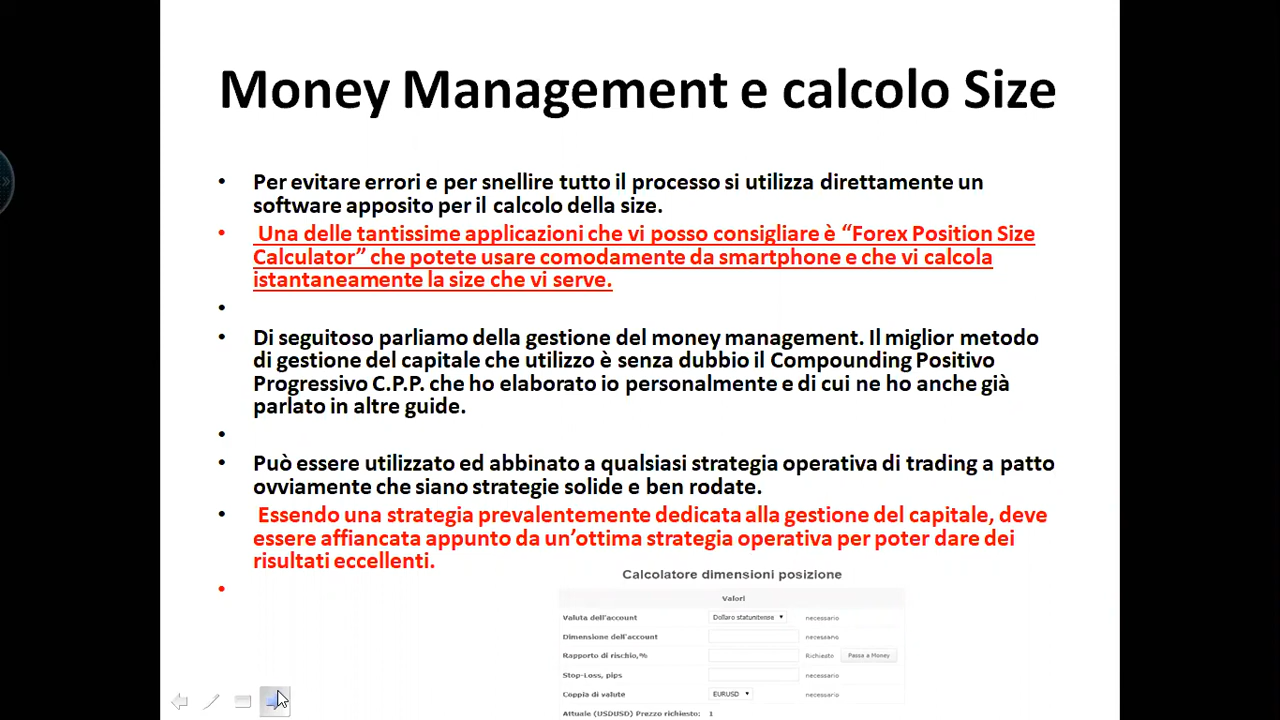 Money Management e calcolo Size
• Per evitare errori e per snellire tutto il processo si utilizza direttamente un
software apposito per il calcolo della size.
• Una delle tantissime applicazioni che vi posso consigliare è “Forex Position Size
Calculator” che potete usare comodamente da smartphone e che vi calcola
istantaneamente la size che vi serve.
•
• Di seguitoso parliamo della gestione del money management. Il miglior metodo
di gestione del capitale che utilizzo è senza dubbio il Compounding Positivo
Progressivo C.P.P. che ho elaborato io personalmente e di cui ne ho anche già
parlato in altre guide.
•
• Può essere utilizzato ed abbinato a qualsiasi strategia operativa di trading a patto
ovviamente che siano strategie solide e ben rodate.
• Essendo una strategia prevalentemente dedicata alla gestione del capitale, deve
essere affiancata appunto da un’ottima strategia operativa per poter dare dei
risultati eccellenti.
•
Calcolatore dimensioni posizione
Valori
Valuta dell'account Dollaro statunitense necessario
Dimensione dell'account necessario
Rapporto di rischio,% Richiesto Passa a Money
Stop-Loss, pips necessario
Coppia di valute EURUSD necessario
Attuale (USDUSD) Prezzo richiesto: 1